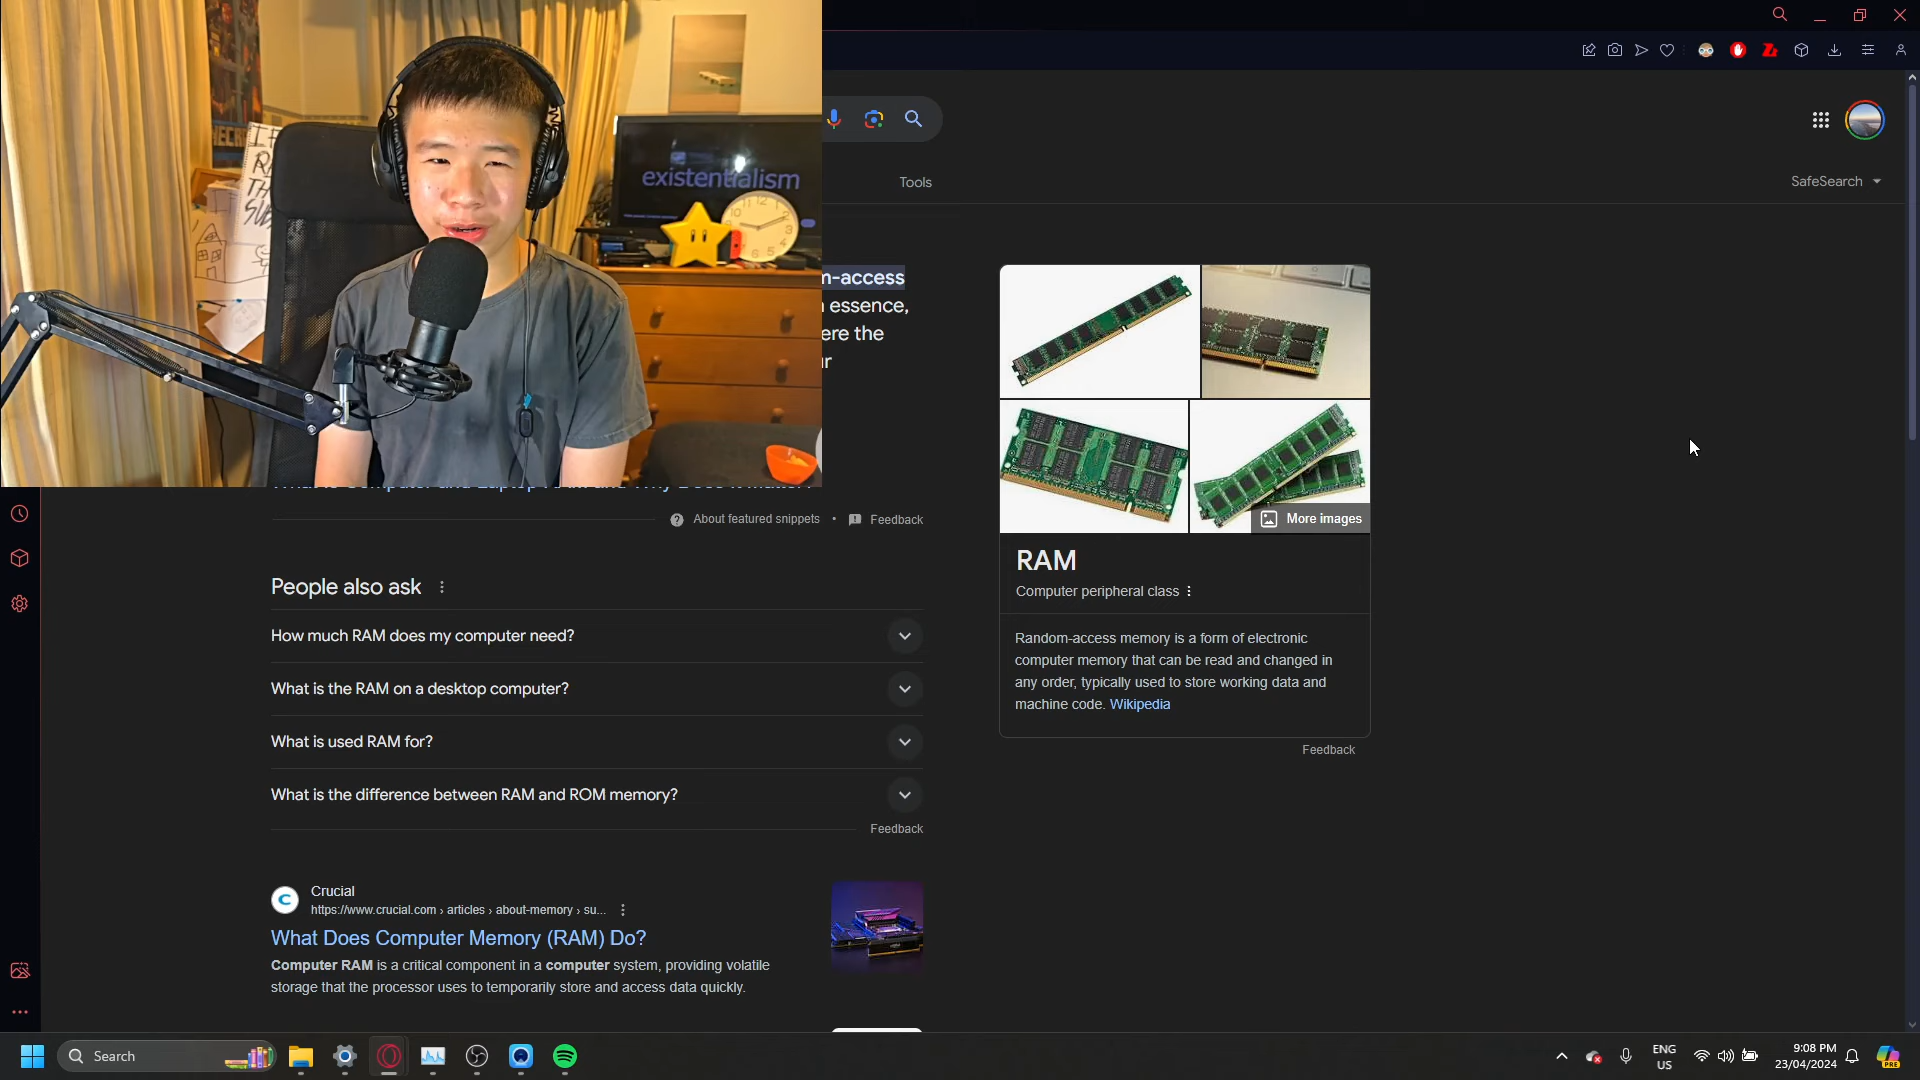 existentialism
Tools
SafeSearch
m-access
essence,
ere the
About featured snippets
•
Feedback
People also ask
How much RAM does my computer need?
What is the RAM on a desktop computer?
What is used RAM for?
What is the difference between RAM and ROM memory?
Feedback
Crucial
https://www.crucial.com › articles › about-memory › su...
What Does Computer Memory (RAM) Do?
Computer RAM is a critical component in a computer system, providing volatile
storage that the processor uses to temporarily store and access data quickly.
More images
RAM
Computer peripheral class
Random-access memory is a form of electronic
computer memory that can be read and changed in
any order, typically used to store working data and
machine code. Wikipedia
Feedback
Search
ENG
US
9:08 PM
23/04/2024